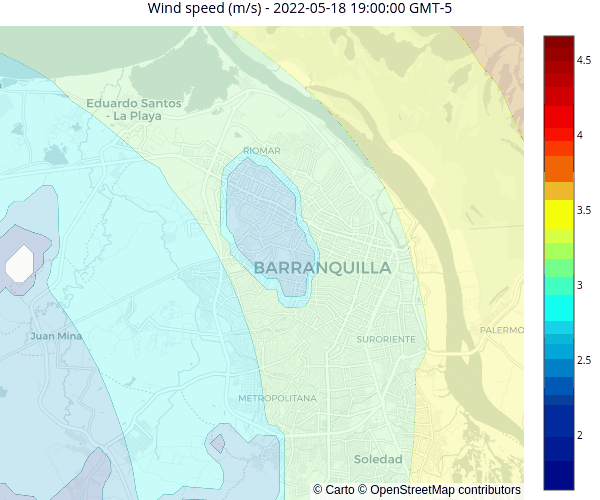 Wind speed (m/s) - 2022-05-18 19:00:00 GMT-5
Eduardo Santos
- La Playa
RIOMAR
BARRANQUILLA
Juan Mina
SURORIENTE
PALERMO
METROPOLITANA
Soledad
© Carto © OpenStreetMap contributors
4.5
4
3.5
3
2.5
2